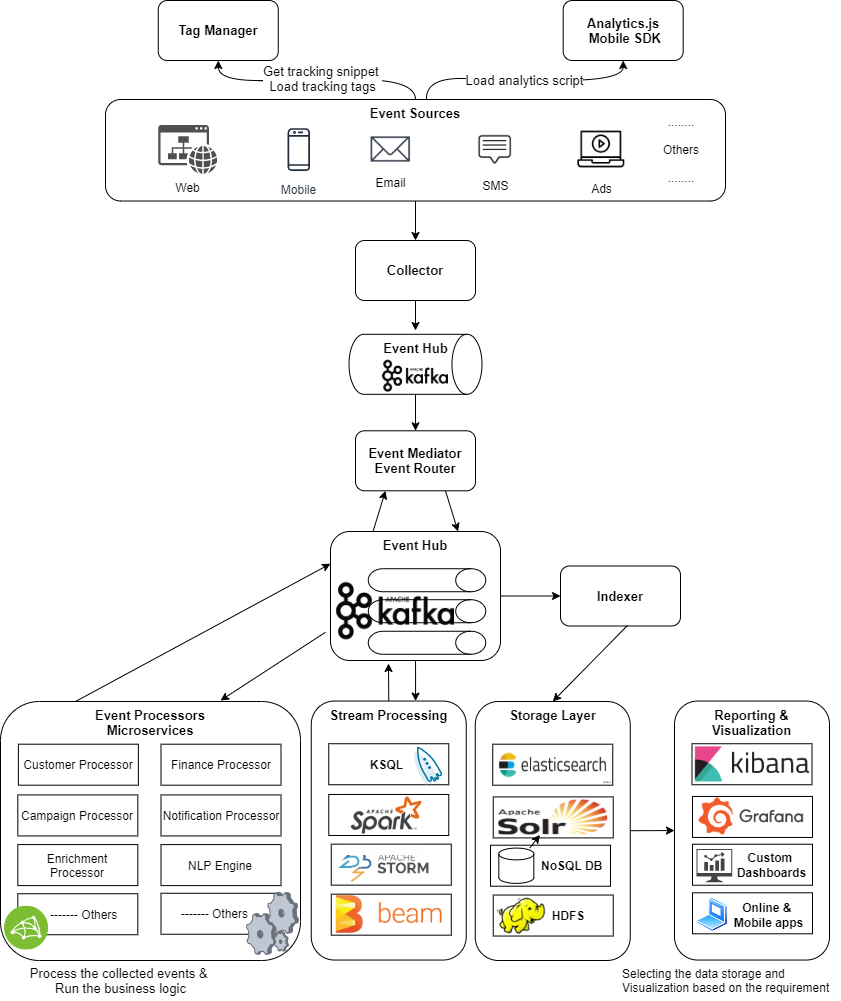 Tag Manager
Analytics.js
Mobile SDK
Get tracking snippet
Load tracking tags
Load analytics script
Event Sources
........
Others
........
Web
Mobile
Email
SMS
Ads
Collector
Event Hub
APACHE
kafka
Event Mediator
Event Router
Event Hub
APACHE
kafka
Indexer
Event Processors
Microservices
Customer Processor
Finance Processor
Campaign Processor
Notification Processor
Enrichment
Processor
NLP Engine
------- Others
------- Others
Process the collected events &
Run the business logic
Stream Processing
KSQL
APACHE
Spark
APACHE
STORM
beam
Storage Layer
elasticsearch
Apache
Solr
NoSQL DB
HDFS
Reporting &
Visualization
kibana
Grafana
Custom
Dashboards
Online &
Mobile apps
Selecting the data storage and
Visualization based on the requirement